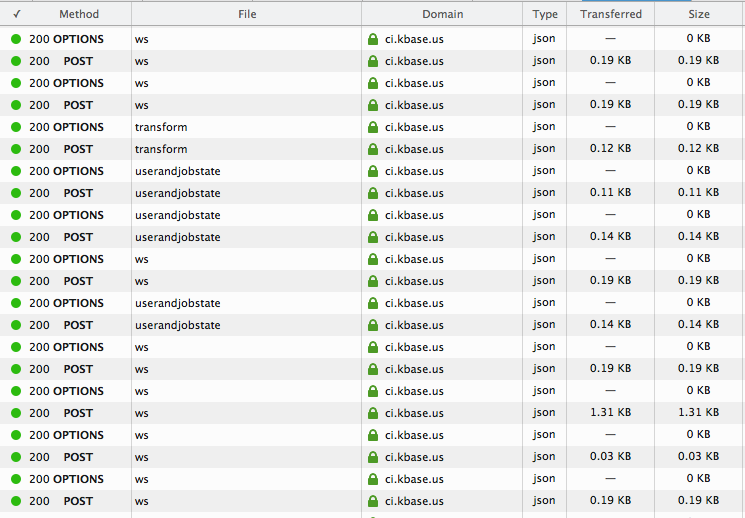 ✓ Method File Domain Type Transferred Size
200 OPTIONS ws ci.kbase.us json — 0 KB
200 POST ws ci.kbase.us json 0.19 KB 0.19 KB
200 OPTIONS ws ci.kbase.us json — 0 KB
200 POST ws ci.kbase.us json 0.19 KB 0.19 KB
200 OPTIONS transform ci.kbase.us json — 0 KB
200 POST transform ci.kbase.us json 0.12 KB 0.12 KB
200 OPTIONS userandjobstate ci.kbase.us json — 0 KB
200 POST userandjobstate ci.kbase.us json 0.11 KB 0.11 KB
200 OPTIONS userandjobstate ci.kbase.us json — 0 KB
200 POST userandjobstate ci.kbase.us json 0.14 KB 0.14 KB
200 OPTIONS ws ci.kbase.us json — 0 KB
200 POST ws ci.kbase.us json 0.19 KB 0.19 KB
200 OPTIONS userandjobstate ci.kbase.us json — 0 KB
200 POST userandjobstate ci.kbase.us json 0.14 KB 0.14 KB
200 OPTIONS ws ci.kbase.us json — 0 KB
200 POST ws ci.kbase.us json 0.19 KB 0.19 KB
200 OPTIONS ws ci.kbase.us json — 0 KB
200 POST ws ci.kbase.us json 1.31 KB 1.31 KB
200 OPTIONS ws ci.kbase.us json — 0 KB
200 POST ws ci.kbase.us json 0.03 KB 0.03 KB
200 OPTIONS ws ci.kbase.us json — 0 KB
200 POST ws ci.kbase.us json 0.19 KB 0.19 KB